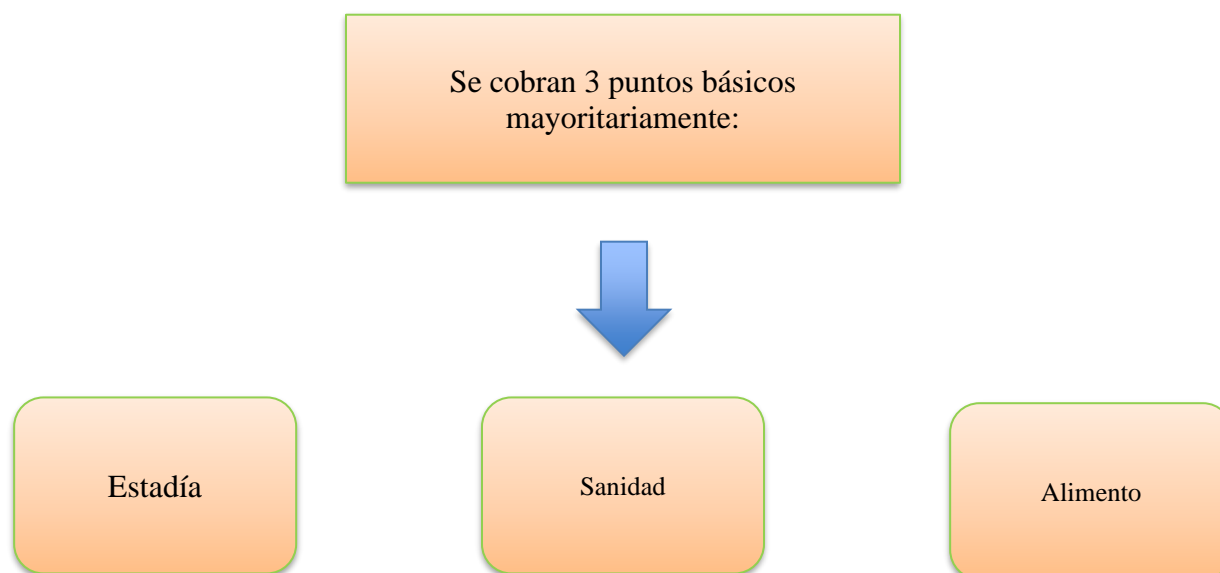 Se cobran 3 puntos básicos
mayoritariamente:
Estadía
Sanidad
Alimento